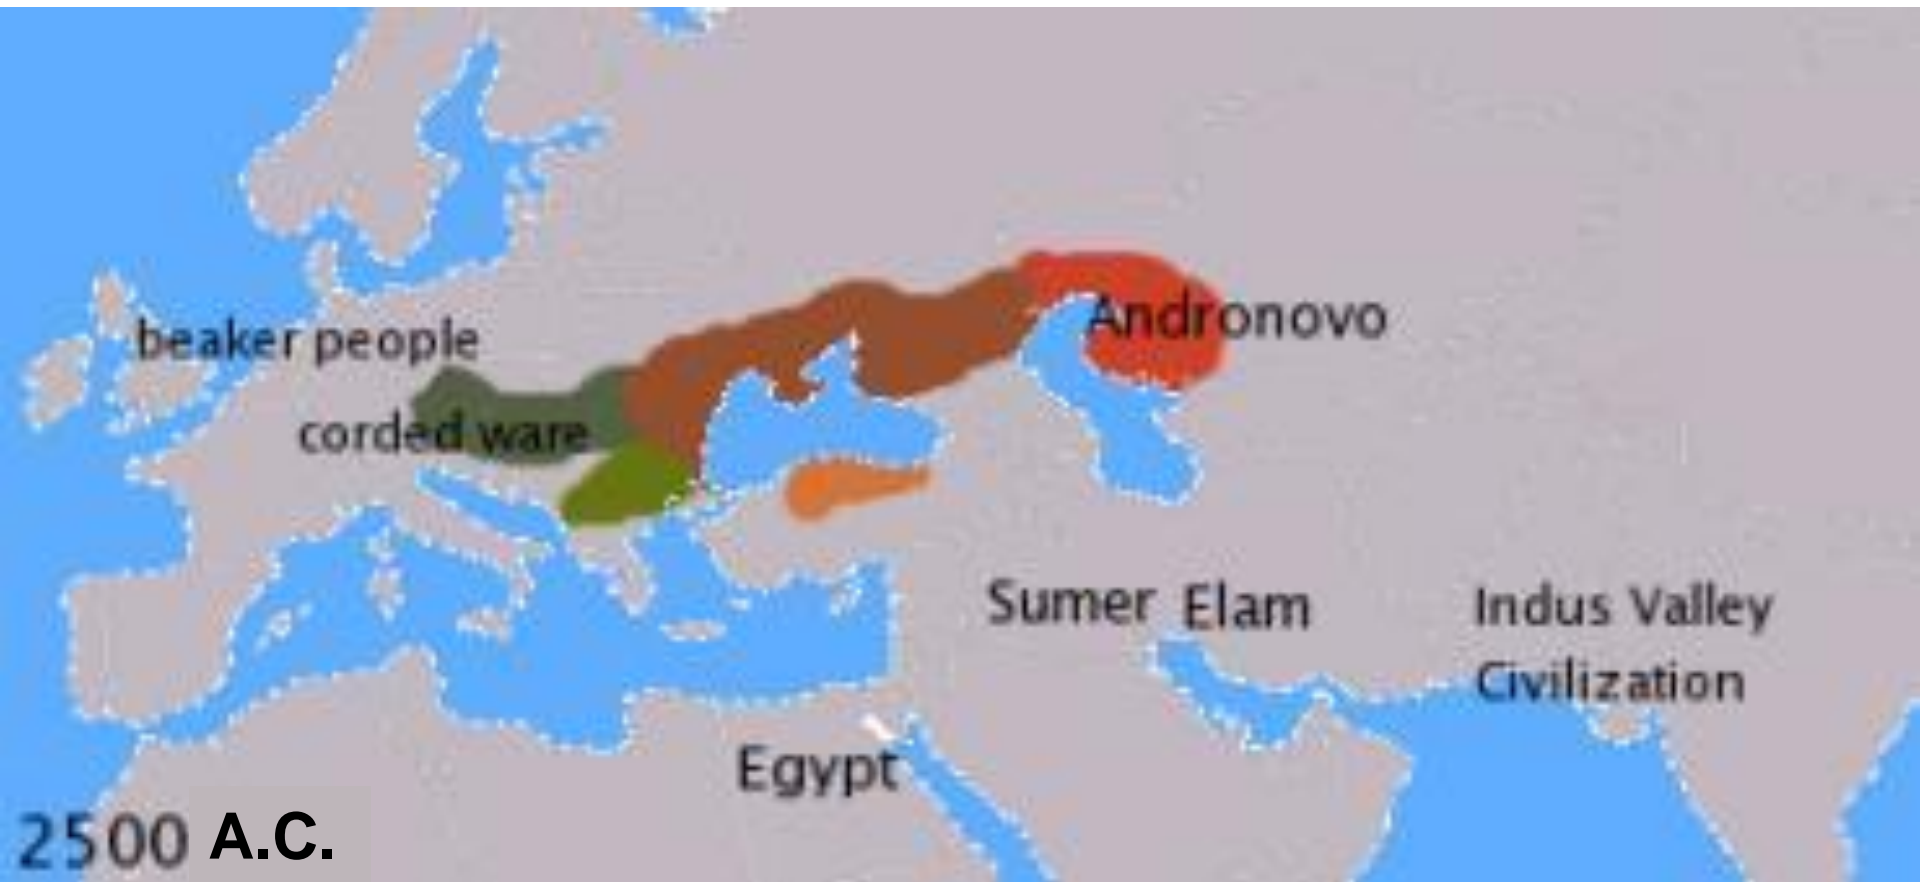 beaker people
Andronovo
corded ware
Sumer Elam
Indus Valley
Civilization
Egypt
2500 A.C.